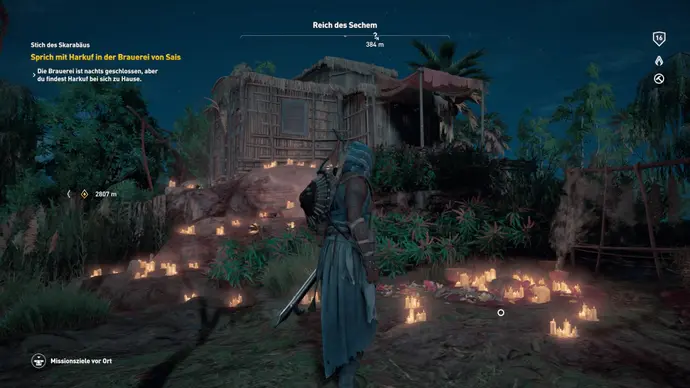 Reich des Sechem
?
384 m
16
Stich des Skarabäus
Sprich mit Harkuf in der Brauerei von Sais
Die Brauerei ist nachts geschlossen, aber
du findest Harkuf bei sich zu Hause.
2807 m
Missionsziele vor Ort